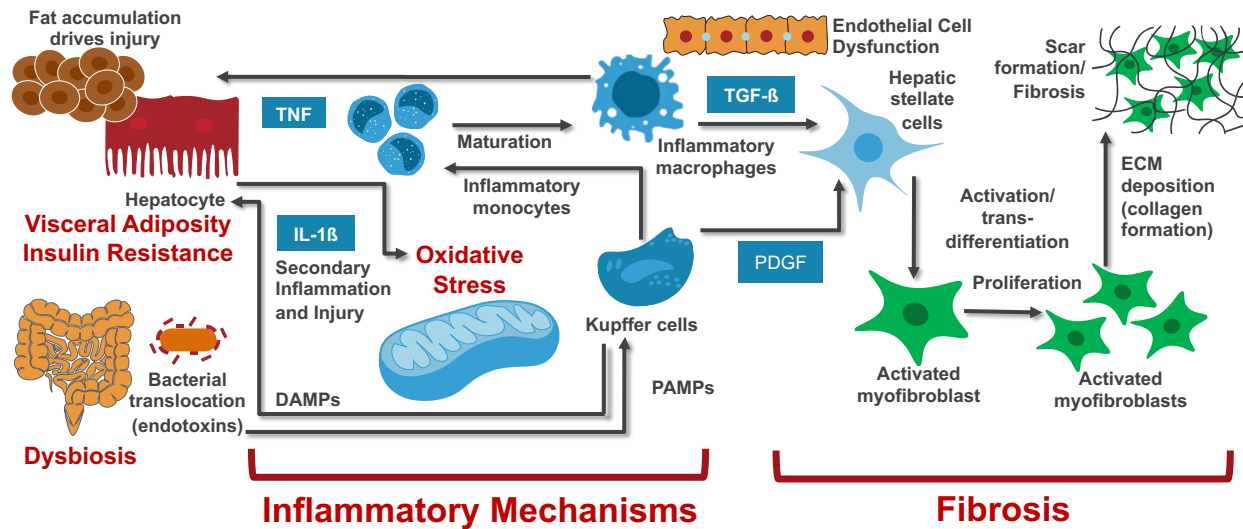 Fat accumulation
drives injury
TNF
Maturation
Inflammatory
monocytes
Inflammatory
macrophages
Endothelial Cell
Dysfunction
TGF-ß
Hepatic
stellate
cells
Scar
formation/
Fibrosis
Hepatocyte
Visceral Adiposity
Insulin Resistance
IL-1ß
Secondary
Inflammation
and Injury
Oxidative
Stress
Kupffer cells
PDGF
Activation/
trans-
differentiation
Proliferation
ECM
deposition
(collagen
formation)
Activated
myofibroblast
Activated
myofibroblasts
Bacterial
translocation
(endotoxins)
DAMPs
PAMPs
Dysbiosis
Inflammatory Mechanisms
Fibrosis